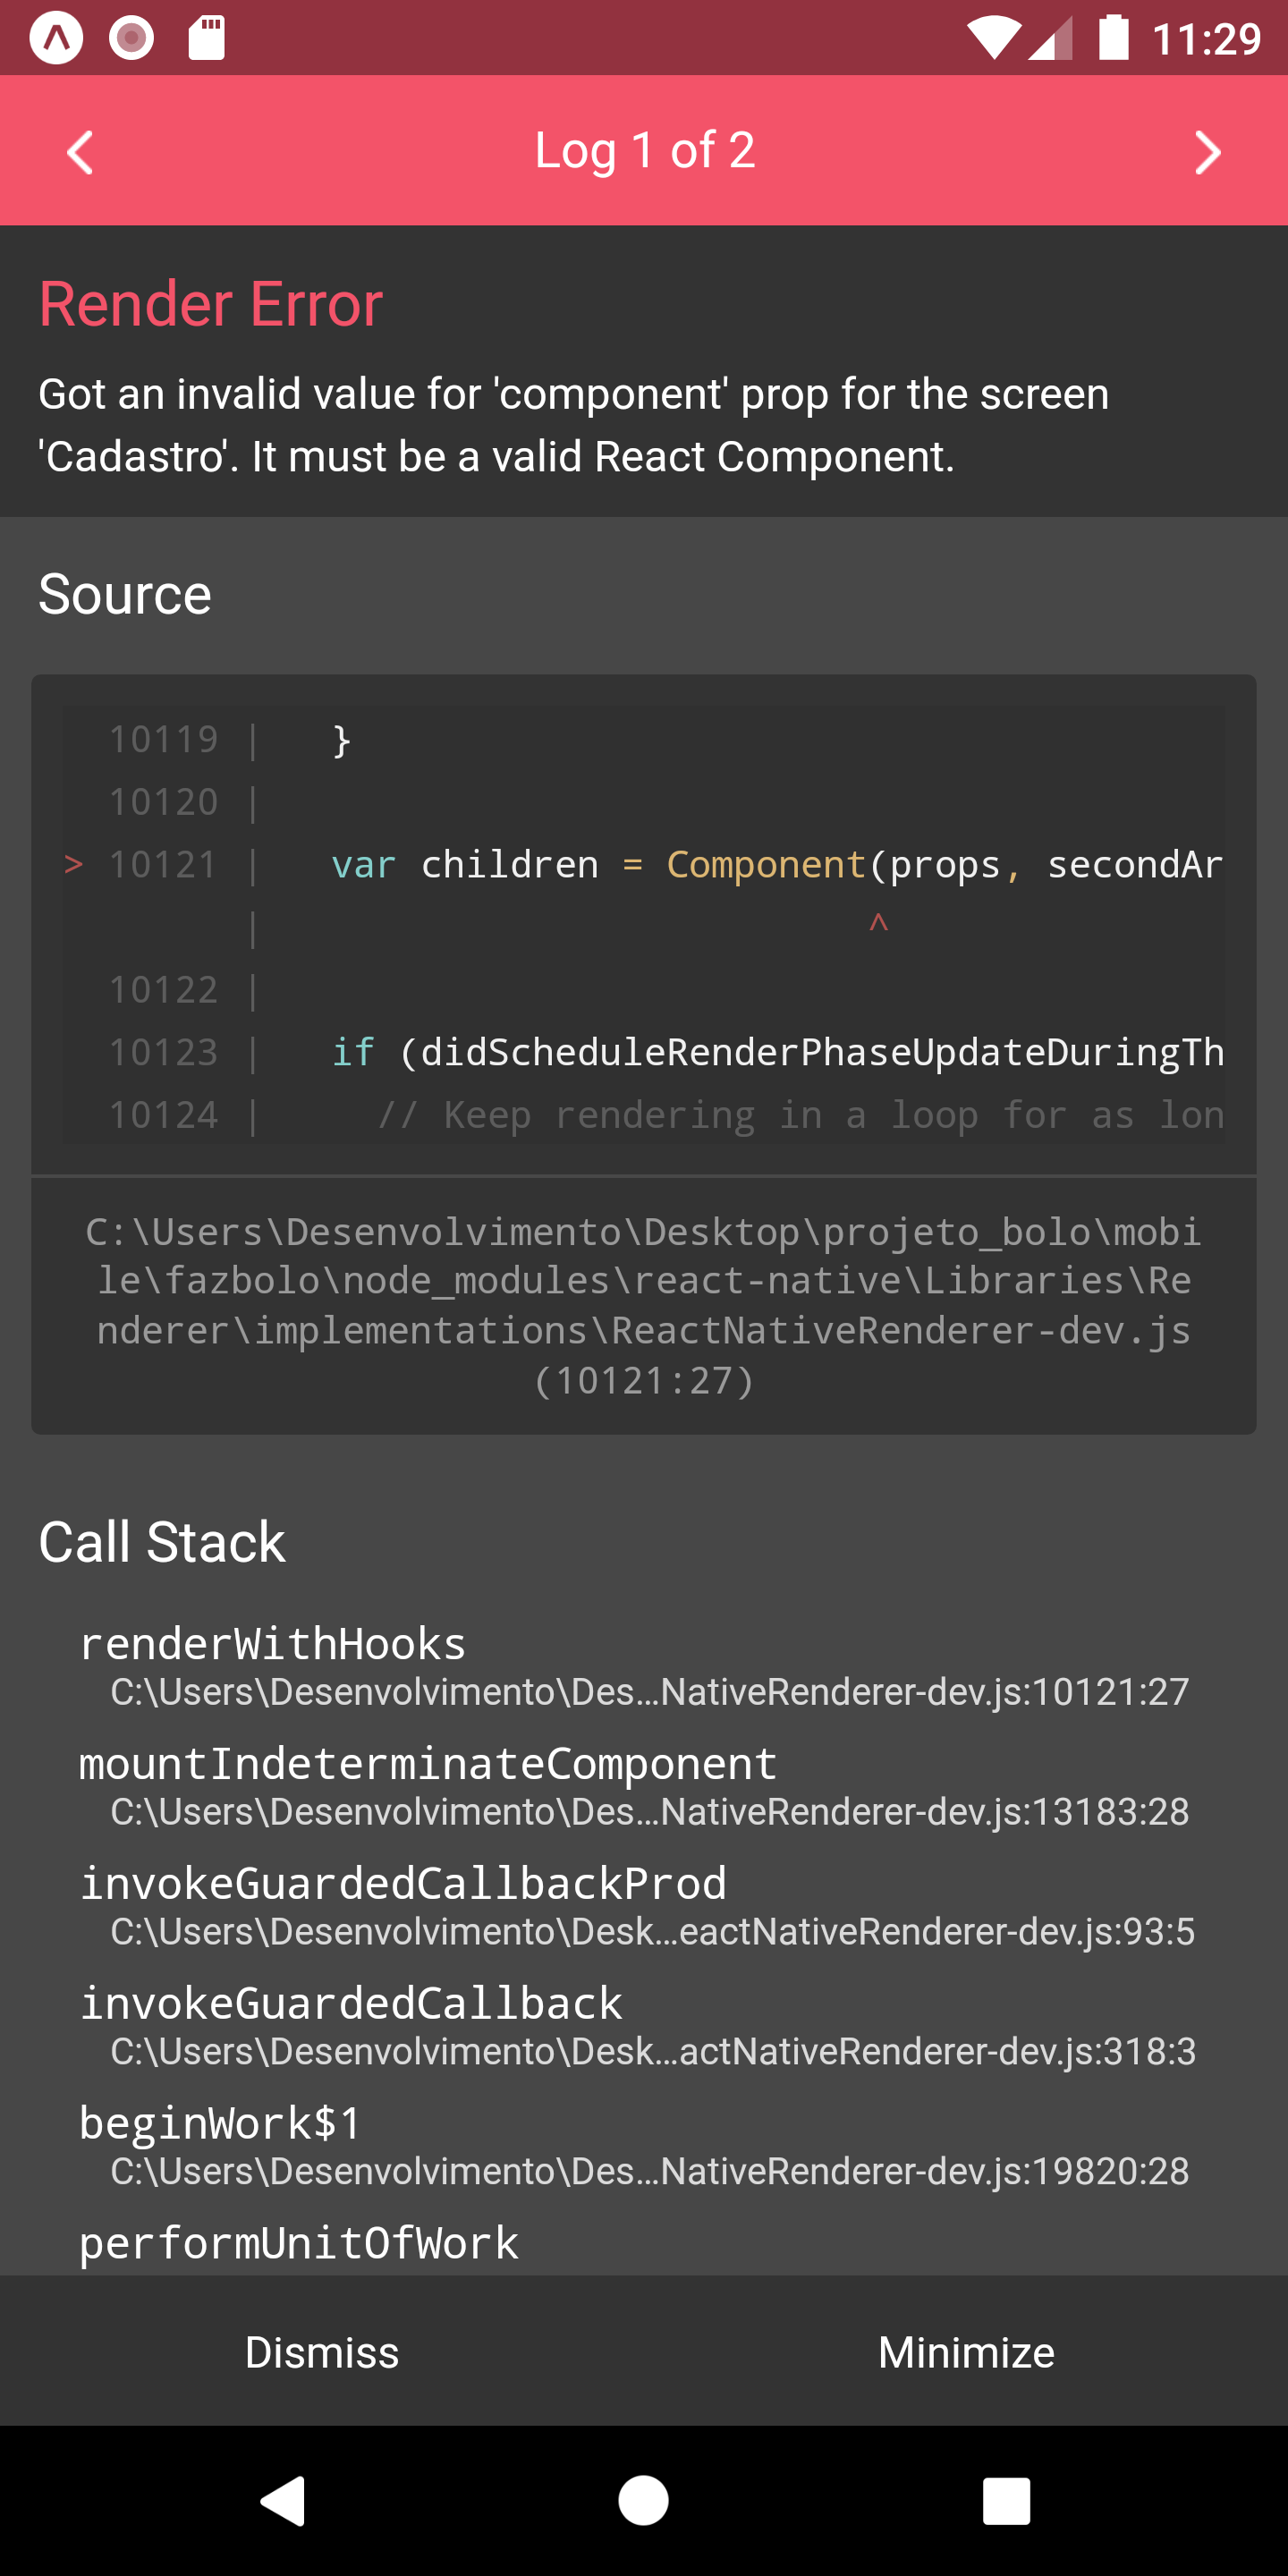 11:29
Log 1 of 2
Render Error
Got an invalid value for 'component' prop for the screen
'Cadastro'. It must be a valid React Component.
Source
10119 |   }
10120 |
> 10121 |   var children = Component(props, secondAr
|                           ^
10122 |
10123 |   if (didScheduleRenderPhaseUpdateDuringTh
10124 |     // Keep rendering in a loop for as lon
C:\Users\Desenvolvimento\Desktop\projeto_bolo\mobi
le\fazbolo\node_modules\react-native\Libraries\Re
nderer\implementations\ReactNativeRenderer-dev.js
(10121:27)
Call Stack
renderWithHooks
C:\Users\Desenvolvimento\Des…NativeRenderer-dev.js:10121:27
mountIndeterminateComponent
C:\Users\Desenvolvimento\Des…NativeRenderer-dev.js:13183:28
invokeGuardedCallbackProd
C:\Users\Desenvolvimento\Desk…eactNativeRenderer-dev.js:93:5
invokeGuardedCallback
C:\Users\Desenvolvimento\Desk…actNativeRenderer-dev.js:318:3
beginWork$1
C:\Users\Desenvolvimento\Des…NativeRenderer-dev.js:19820:28
performUnitOfWork
Dismiss
Minimize